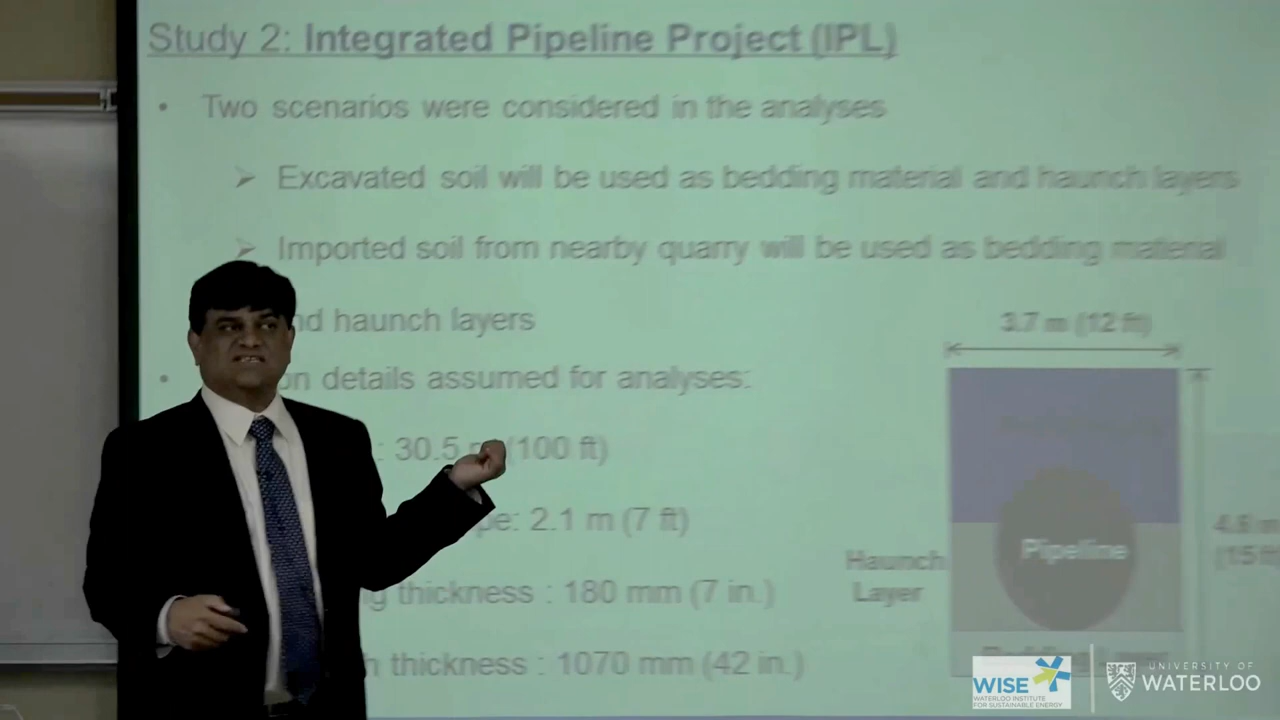 Study 2: Integrated Pipeline Project (IPL)
• Two scenarios were considered in the analyses
➢ Excavated soil will be used as bedding material and haunch layers
➢ Imported soil from nearby quarry will be used as bedding material
nd haunch layers
3.7 m (12 ft)
• on details assumed for analyses:
: 30.5 m (100 ft)
pe: 2.1 m (7 ft)
4.6 m
(15 ft
Pipeline
Haunch
Layer
g thickness : 180 mm (7 in.)
h thickness : 1070 mm (42 in.)
WISE
WATERLOO INSTITUTE
FOR SUSTAINABLE ENERGY
UNIVERSITY OF
WATERLOO